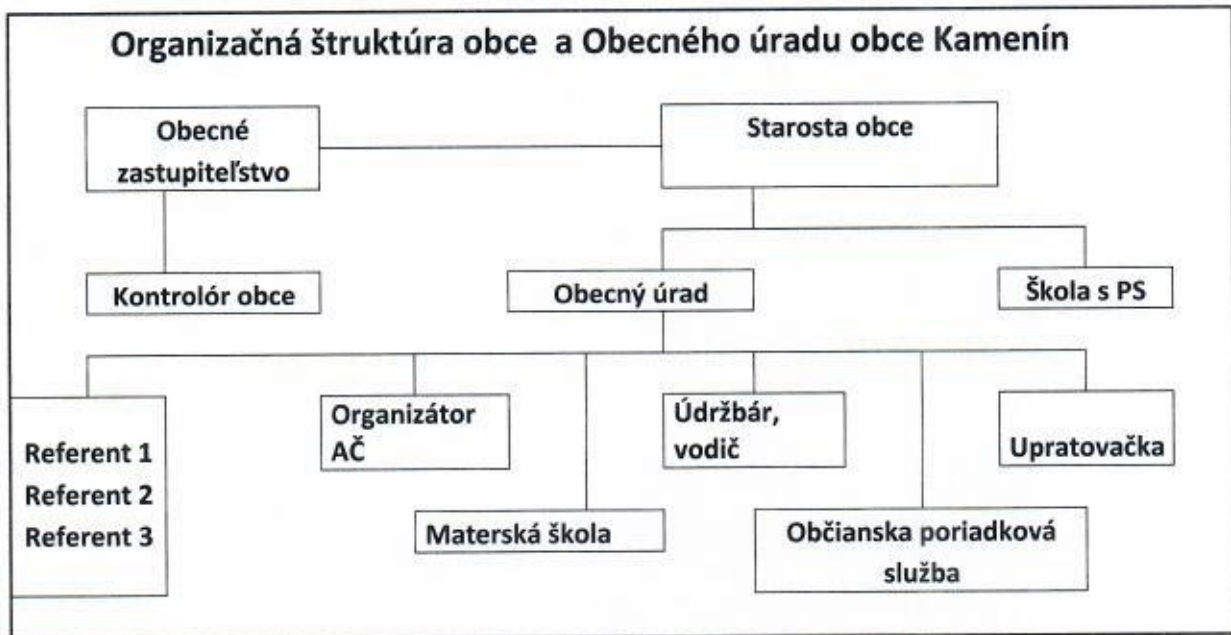 Organizačná štruktúra obce a Obecného úradu obce Kamenín
Obecné
zastupiteľstvo
Starosta obce
Kontrolór obce
Obecný úrad
Škola s PS
Referent 1
Referent 2
Referent 3
Organizátor
AČ
Údržbár,
vodič
Upratovačka
Materská škola
Občianska poriadková
služba